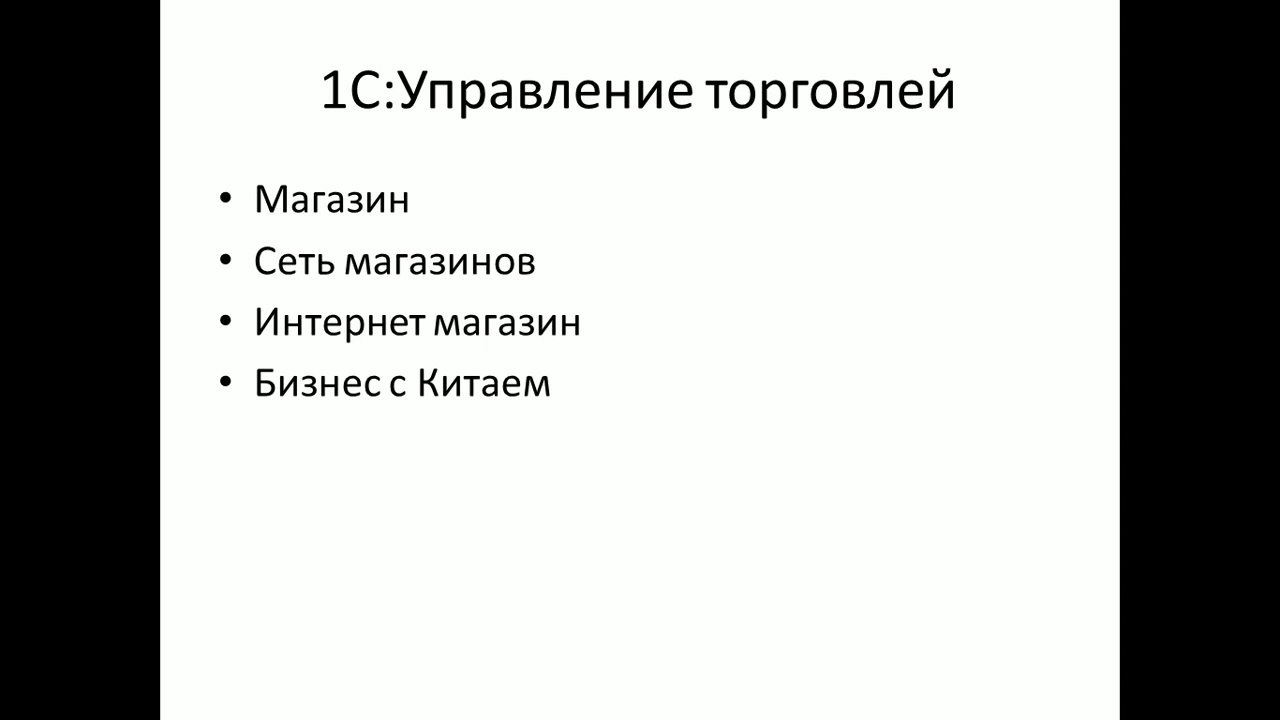 1С:Управление торговлей
• Магазин
• Сеть магазинов
• Интернет магазин
• Бизнес с Китаем